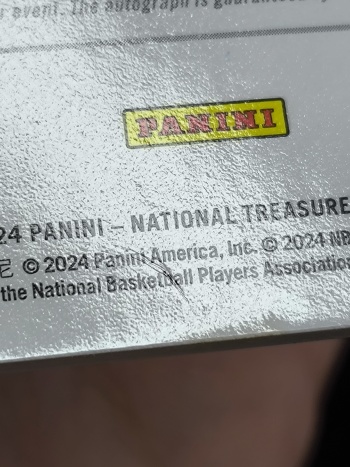 event. The autograph is guaranteed
PANINI
24 PANINI – NATIONAL TREASURE
© 2024 Panini America, Inc. © 2024 NB
the National Basketball Players Association